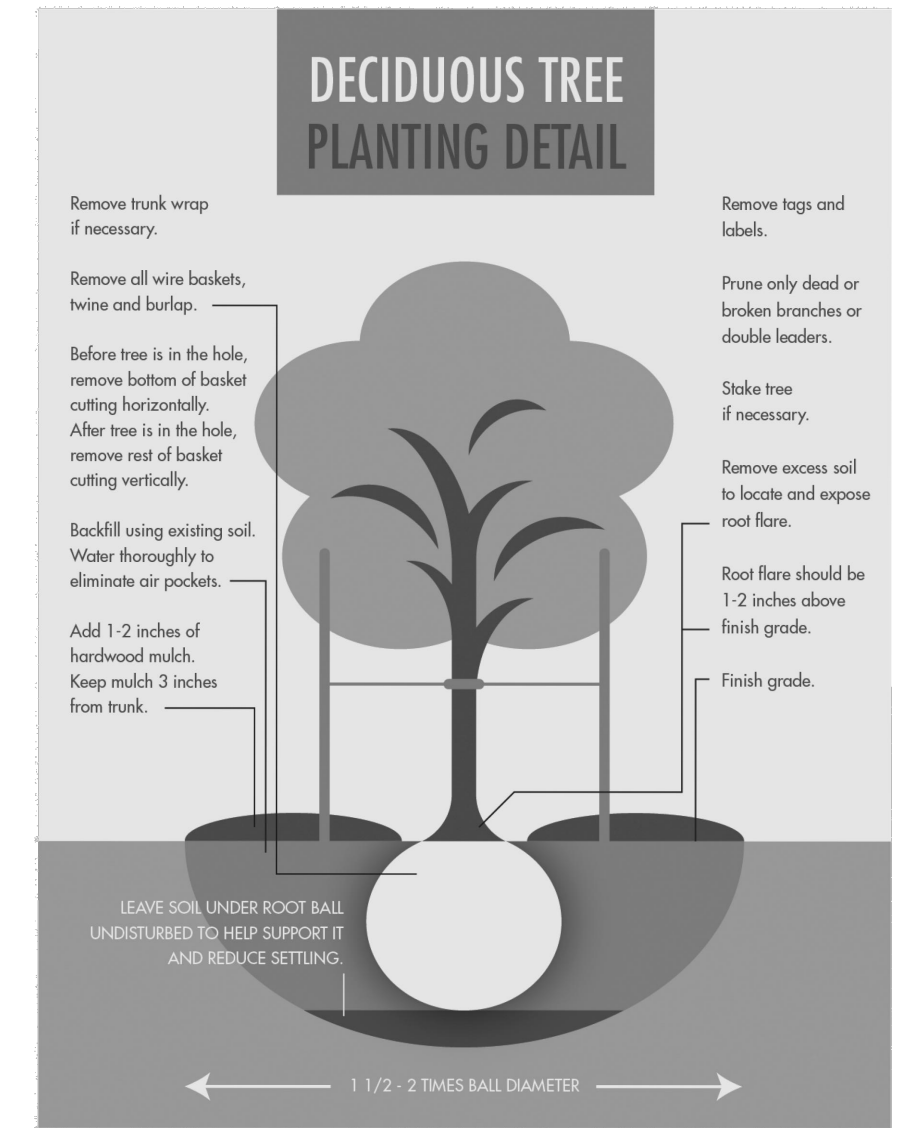 DECIDUOUS TREE
PLANTING DETAIL
Remove trunk wrap
if necessary.
Remove all wire baskets,
twine and burlap.
Before tree is in the hole,
remove bottom of basket
cutting horizontally.
After tree is in the hole,
remove rest of basket
cutting vertically.
Backfill using existing soil.
Water thoroughly to
eliminate air pockets.
Add 1-2 inches of
hardwood mulch.
Keep mulch 3 inches
from trunk.
Remove tags and
labels.
Prune only dead or
broken branches or
double leaders.
Stake tree
if necessary.
Remove excess soil
to locate and expose
root flare.
Root flare should be
1-2 inches above
finish grade.
Finish grade.
LEAVE SOIL UNDER ROOT BALL
UNDISTURBED TO HELP SUPPORT IT
AND REDUCE SETTLING.
1 1/2 - 2 TIMES BALL DIAMETER